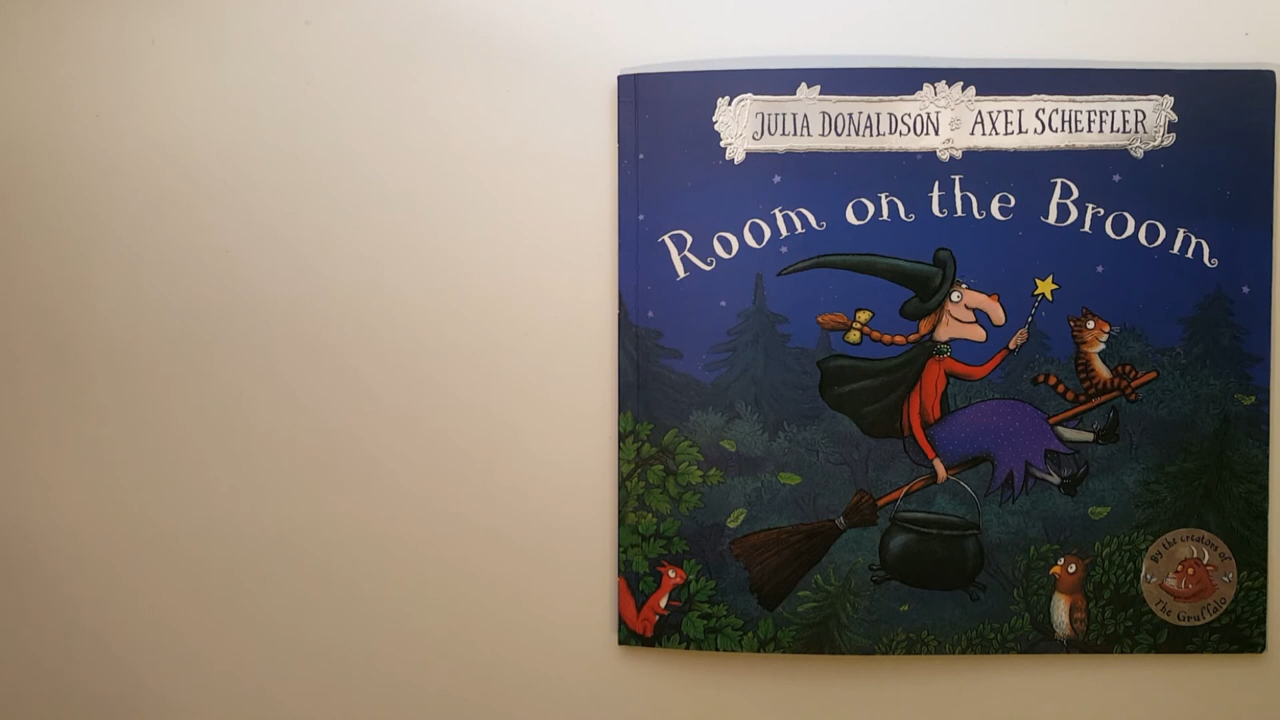 JULIA DONALDSON AXEL SCHEFFLER
Room on the Broom
By the creators of
The Gruffalo